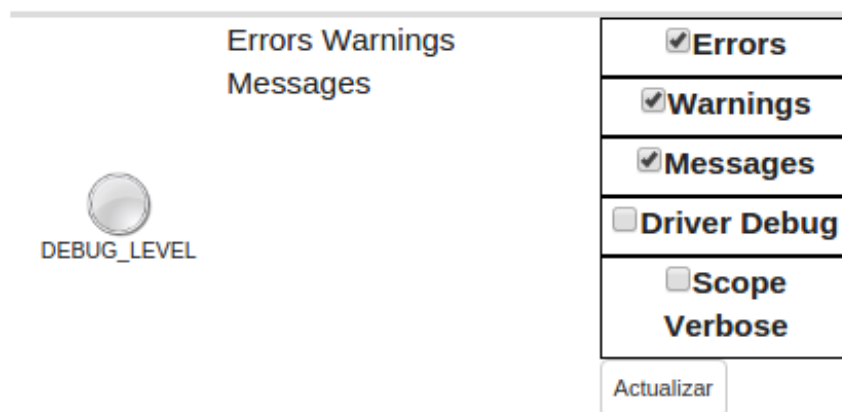 Errors Warnings
Messages
DEBUG_LEVEL
Errors
Warnings
Messages
Driver Debug
Scope
Verbose
Actualizar